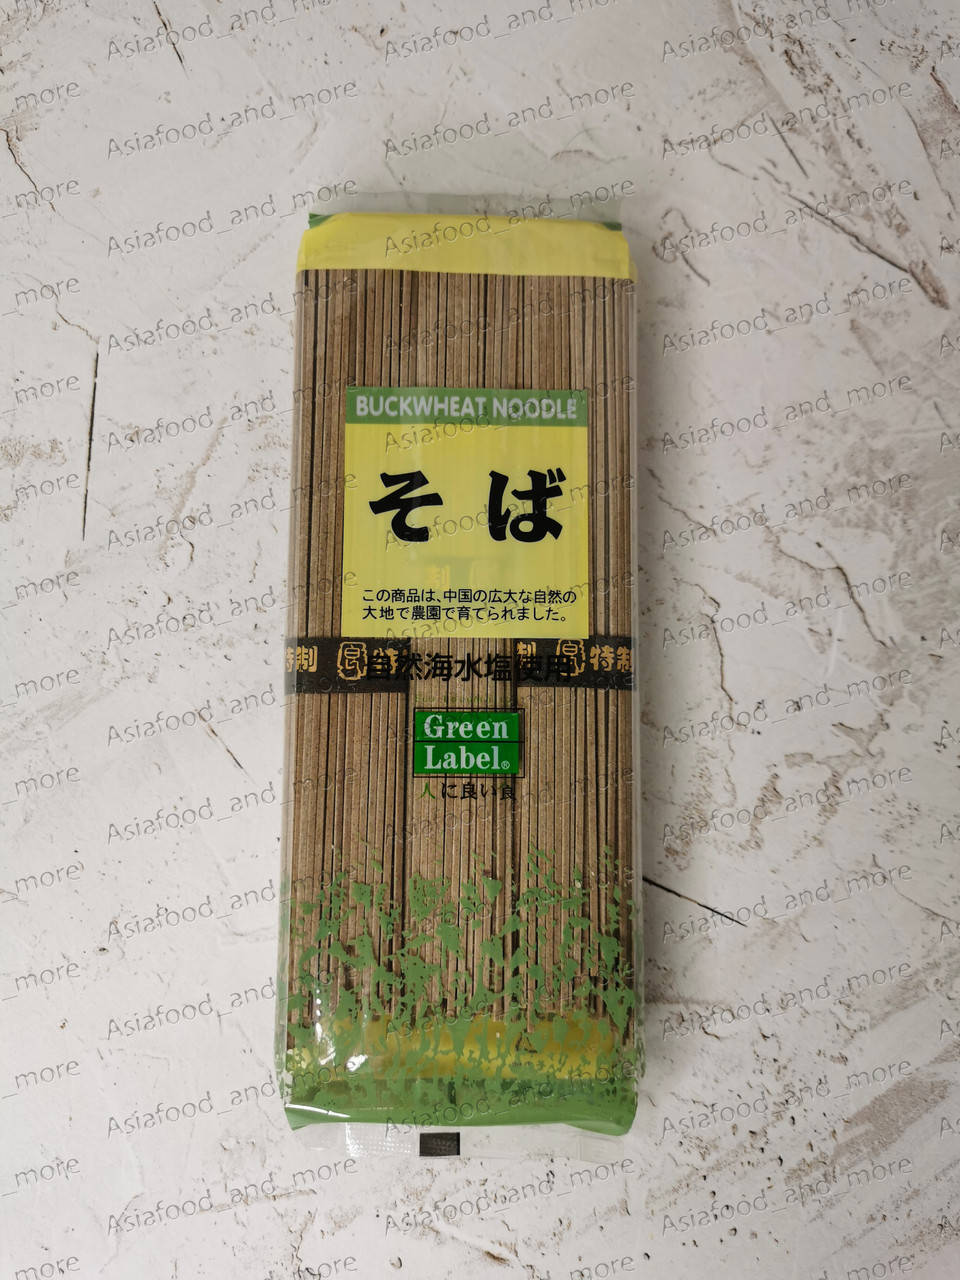 BUCKWHEAT NOODLE
そば
この商品は、中国の広大な自然の
大地で農園で育てられました。
特制
特制
自然海水塩使用
Green
Label®
人に良い食
Asiafood_and_more